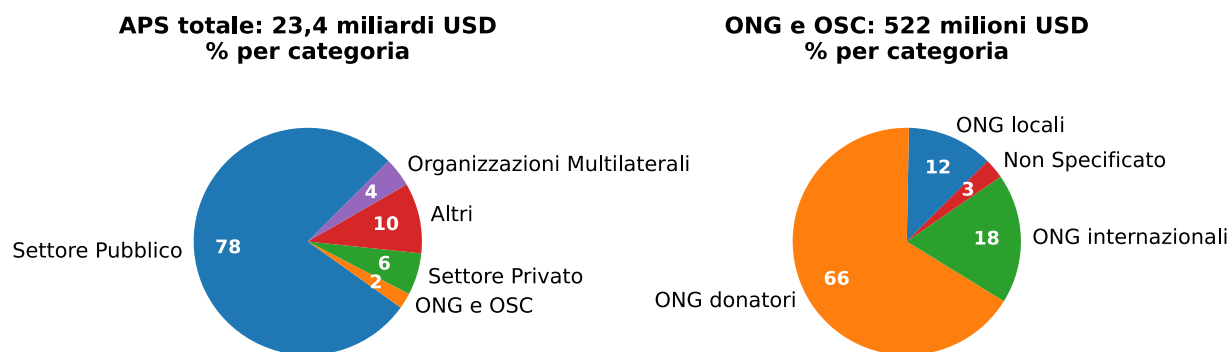 APS totale: 23,4 miliardi USD
% per categoria
Organizzazioni Multilaterali
4
Altri
10
Settore Pubblico
78
6
Settore Privato
2
ONG e OSC
ONG e OSC: 522 milioni USD
% per categoria
ONG locali
12
Non Specificato
3
18
ONG internazionali
66
ONG donatori